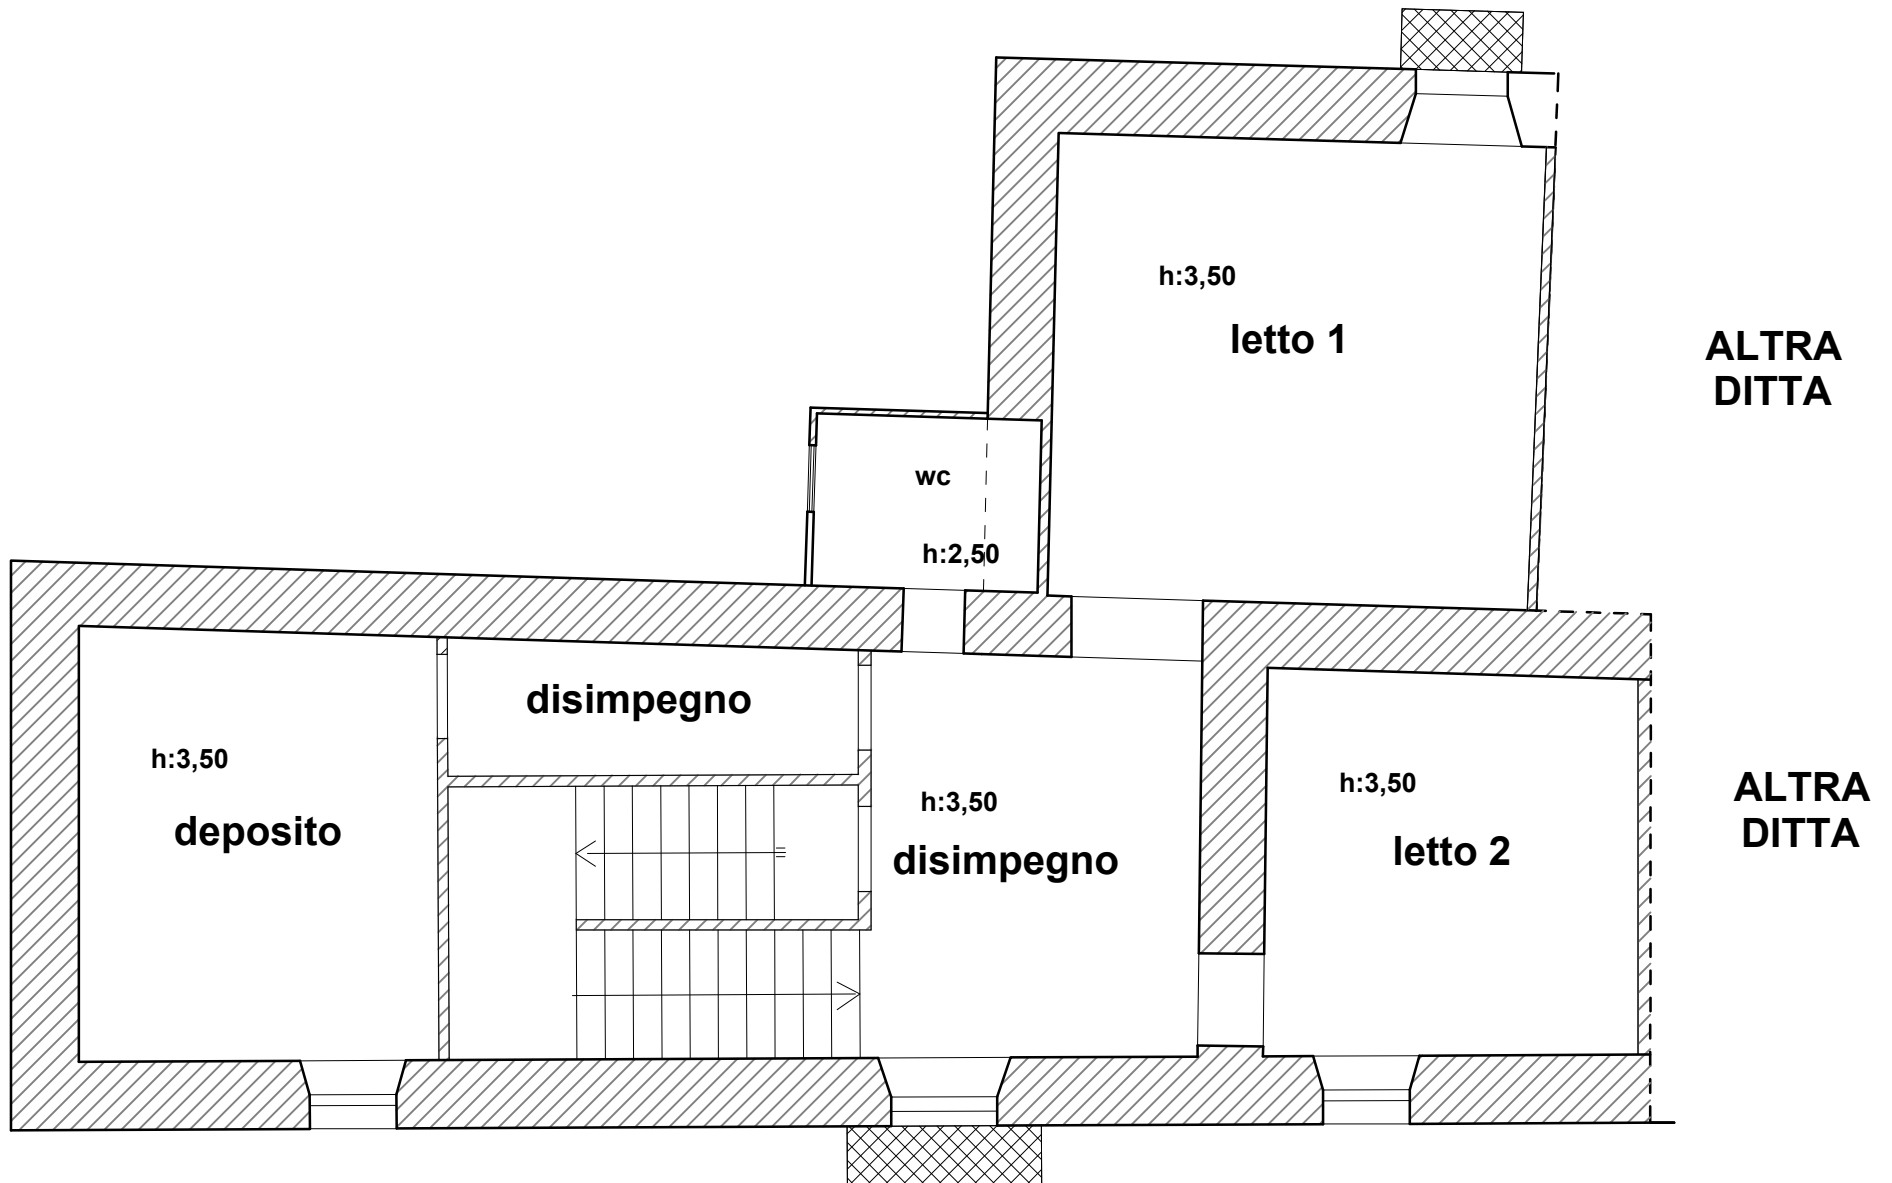 h:3,50
letto 1
ALTRA
DITTA
wc
h:2,50
disimpegno
h:3,50
deposito
h:3,50
disimpegno
h:3,50
letto 2
ALTRA
DITTA